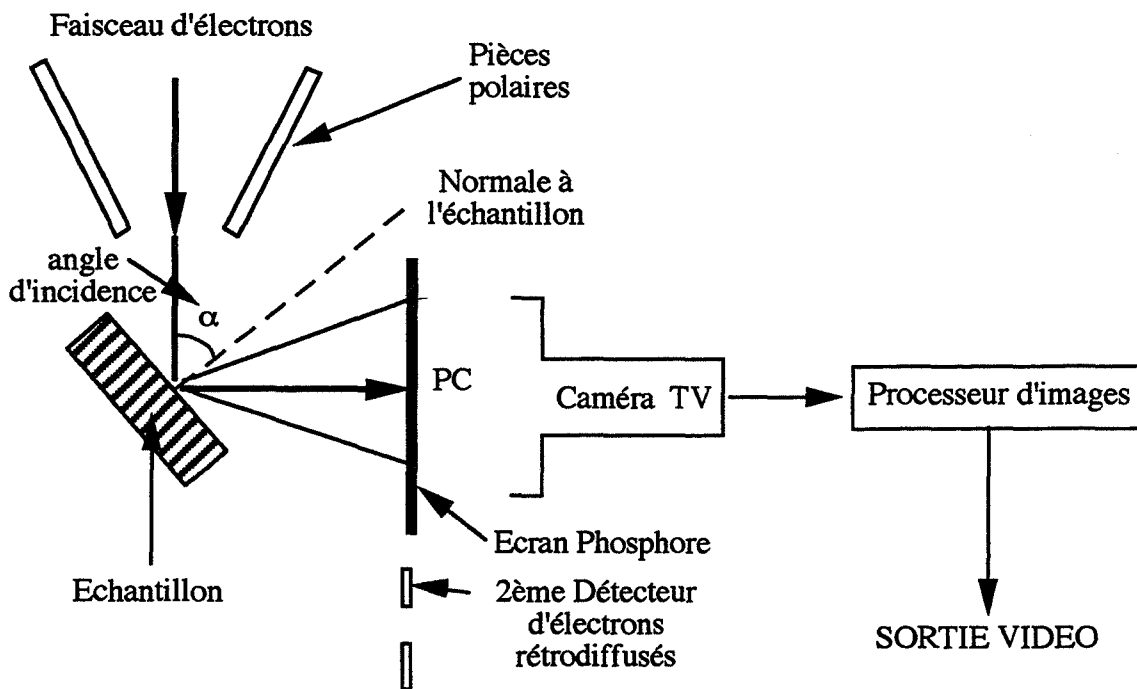 Faisceau d'électrons
Pièces
polaires
Normale à
l'échantillon
angle
d'incidence
α
PC
Caméra TV
Processeur d'images
Ecran Phosphore
Echantillon
2ème Détecteur
d'électrons
rétrodiffusés
SORTIE VIDEO